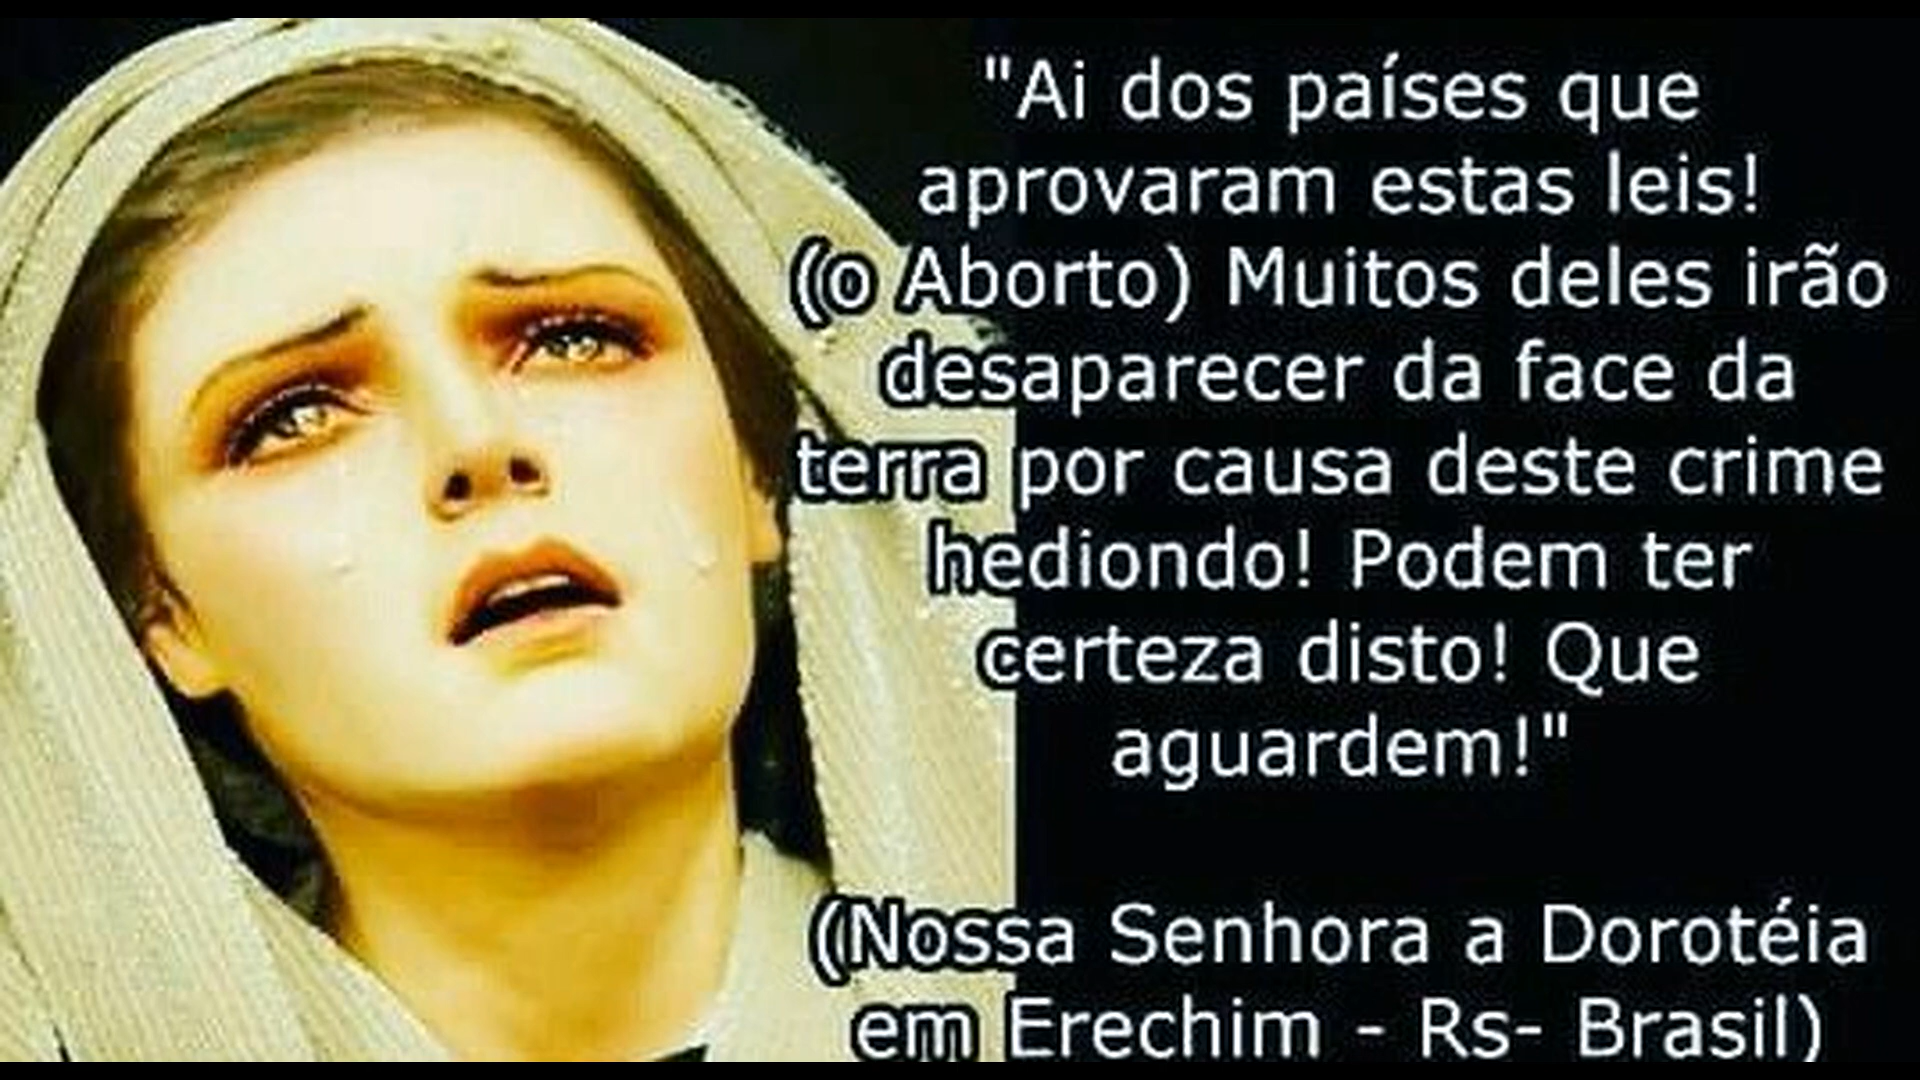 "Ai dos países que
aprovaram estas leis!
(o Aborto) Muitos deles irão
desaparecer da face da
terra por causa deste crime
hediondo! Podem ter
certeza disto! Que
aguardem!"
(Nossa Senhora a Dorotéia
em Erechim - Rs- Brasil)